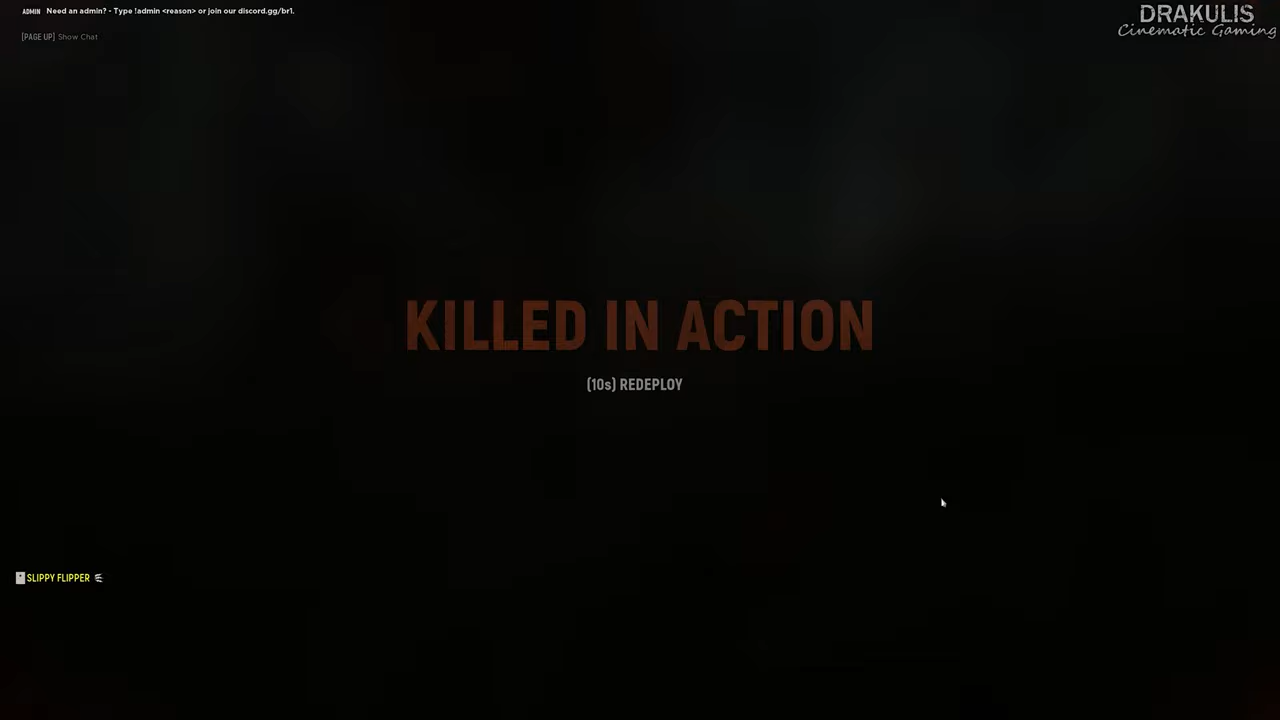 ADMIN Need an admin? - Type !admin <reason> or join our discord.gg/br1.
[PAGE UP] Show Chat
DRAKULIS
Cinematic Gaming
KILLED IN ACTION
(10s) REDEPLOY
SLIPPY FLIPPER